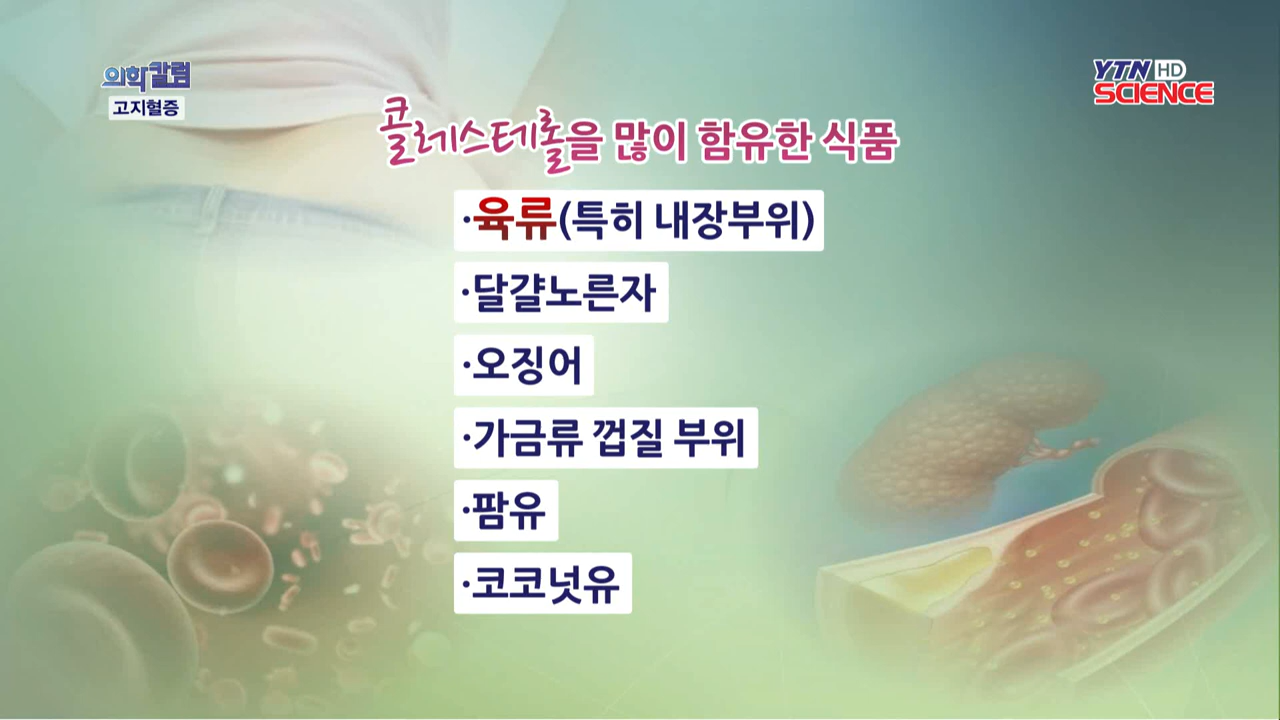 의학칼럼
고지혈증
YTN HD
SCIENCE
콜레스테롤을 많이 함유한 식품
·육류(특히 내장부위)
·달걀노른자
·오징어
·가금류 껍질 부위
·팜유
·코코넛유